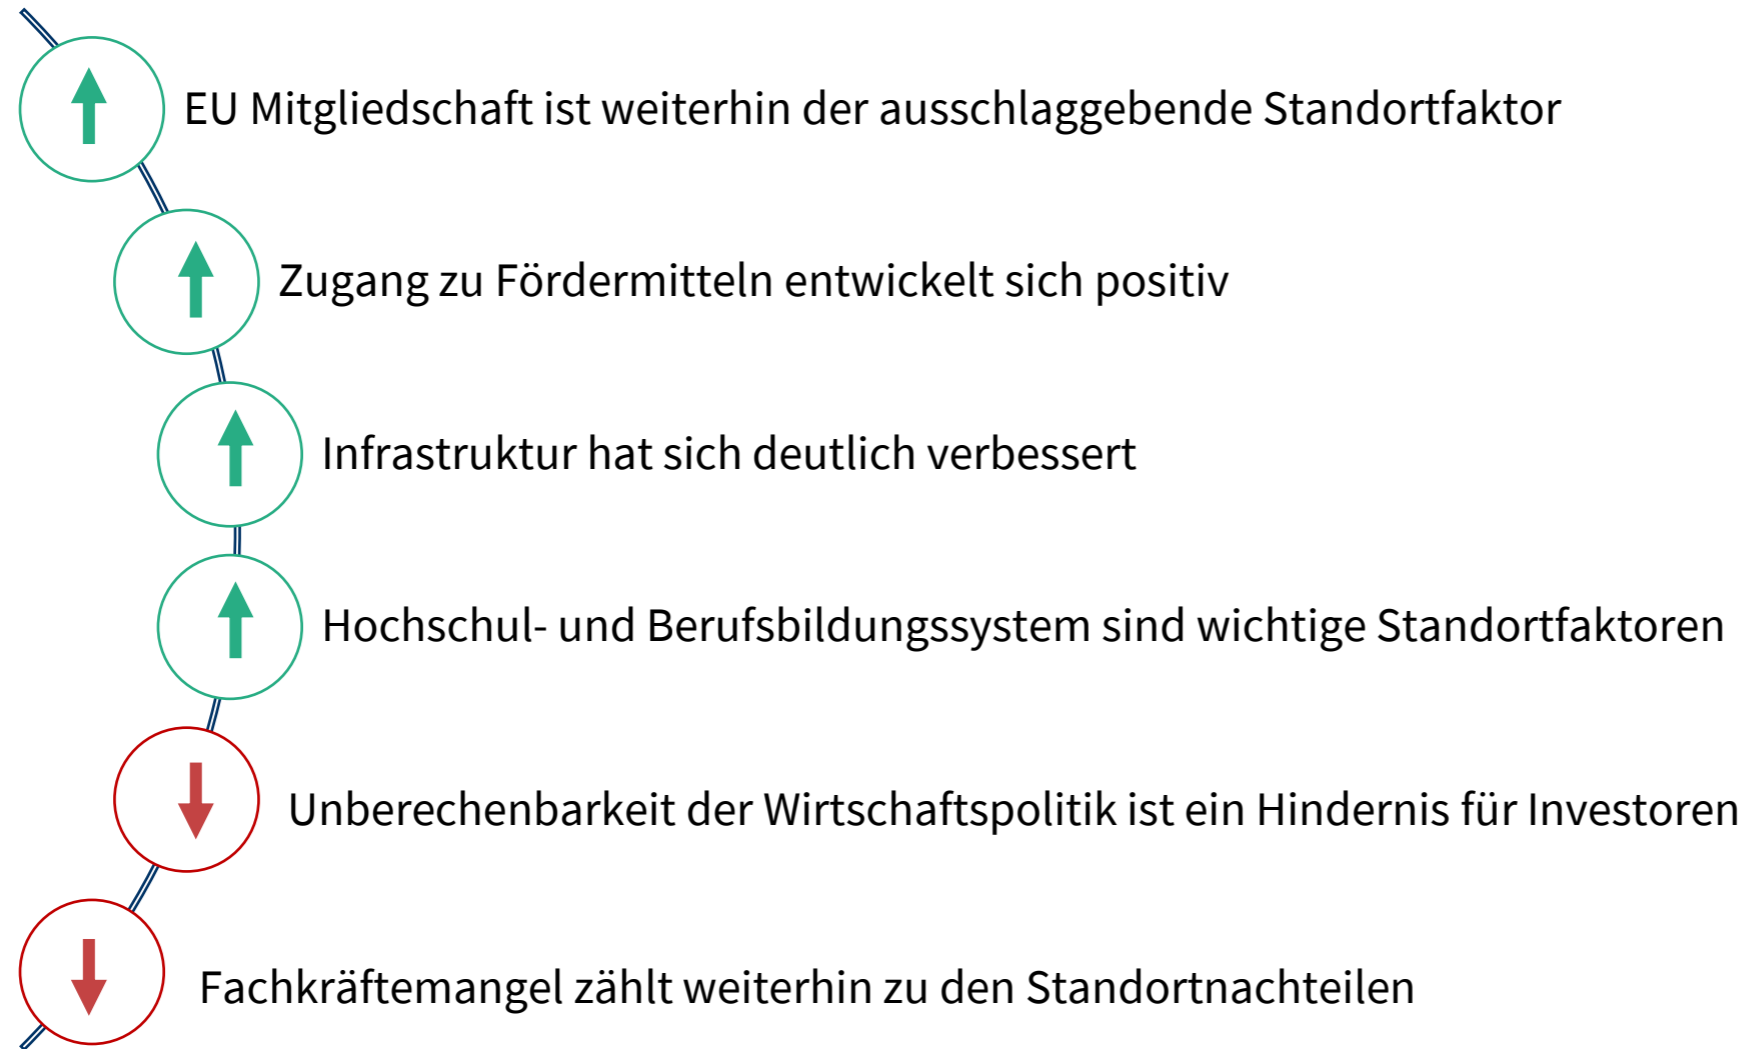 EU Mitgliedschaft ist weiterhin der ausschlaggebende Standortfaktor
Zugang zu Fördermitteln entwickelt sich positiv
Infrastruktur hat sich deutlich verbessert
Hochschul- und Berufsbildungssystem sind wichtige Standortfaktoren
Unberechenbarkeit der Wirtschaftspolitik ist ein Hindernis für Investoren
Fachkräftemangel zählt weiterhin zu den Standortnachteilen